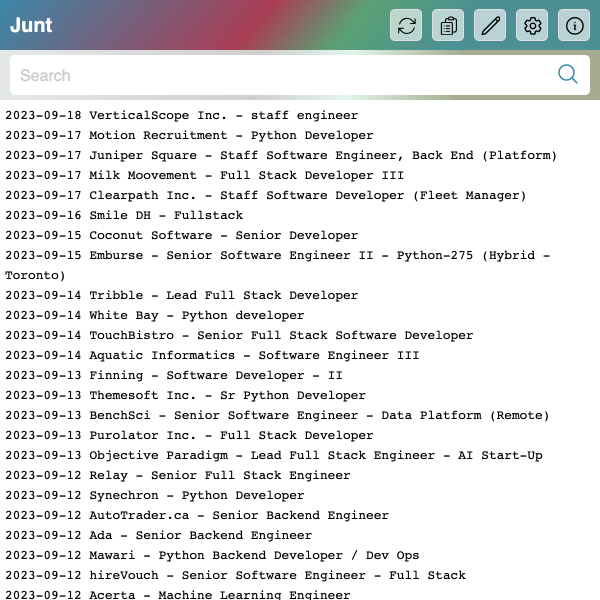 Junt
Search
2023-09-18 VerticalScope Inc. - staff engineer
2023-09-17 Motion Recruitment - Python Developer
2023-09-17 Juniper Square - Staff Software Engineer, Back End (Platform)
2023-09-17 Milk Moovement - Full Stack Developer III
2023-09-17 Clearpath Inc. - Staff Software Developer (Fleet Manager)
2023-09-16 Smile DH - Fullstack
2023-09-15 Coconut Software - Senior Developer
2023-09-15 Emburse - Senior Software Engineer II - Python-275 (Hybrid -
Toronto)
2023-09-14 Tribble - Lead Full Stack Developer
2023-09-14 White Bay - Python developer
2023-09-14 TouchBistro - Senior Full Stack Software Developer
2023-09-14 Aquatic Informatics - Software Engineer III
2023-09-13 Finning - Software Developer - II
2023-09-13 Themesoft Inc. - Sr Python Developer
2023-09-13 BenchSci - Senior Software Engineer - Data Platform (Remote)
2023-09-13 Purolator Inc. - Full Stack Developer
2023-09-13 Objective Paradigm - Lead Full Stack Engineer - AI Start-Up
2023-09-12 Relay - Senior Full Stack Engineer
2023-09-12 Synechron - Python Developer
2023-09-12 AutoTrader.ca - Senior Backend Engineer
2023-09-12 Ada - Senior Backend Engineer
2023-09-12 Mawari - Python Backend Developer / Dev Ops
2023-09-12 hireVouch - Senior Software Engineer - Full Stack
2023-09-12 Acerta - Machine Learning Engineer